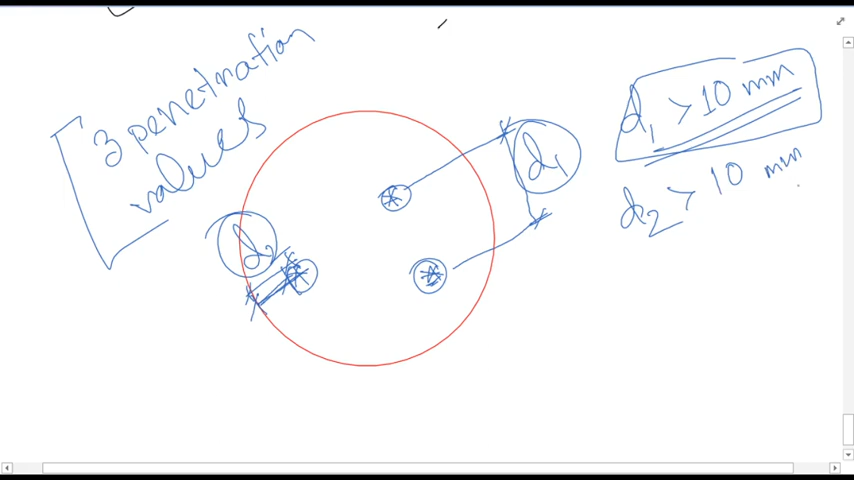 3 penetration
values
d1
d2
d1 > 10 mm
d2 > 10 mm